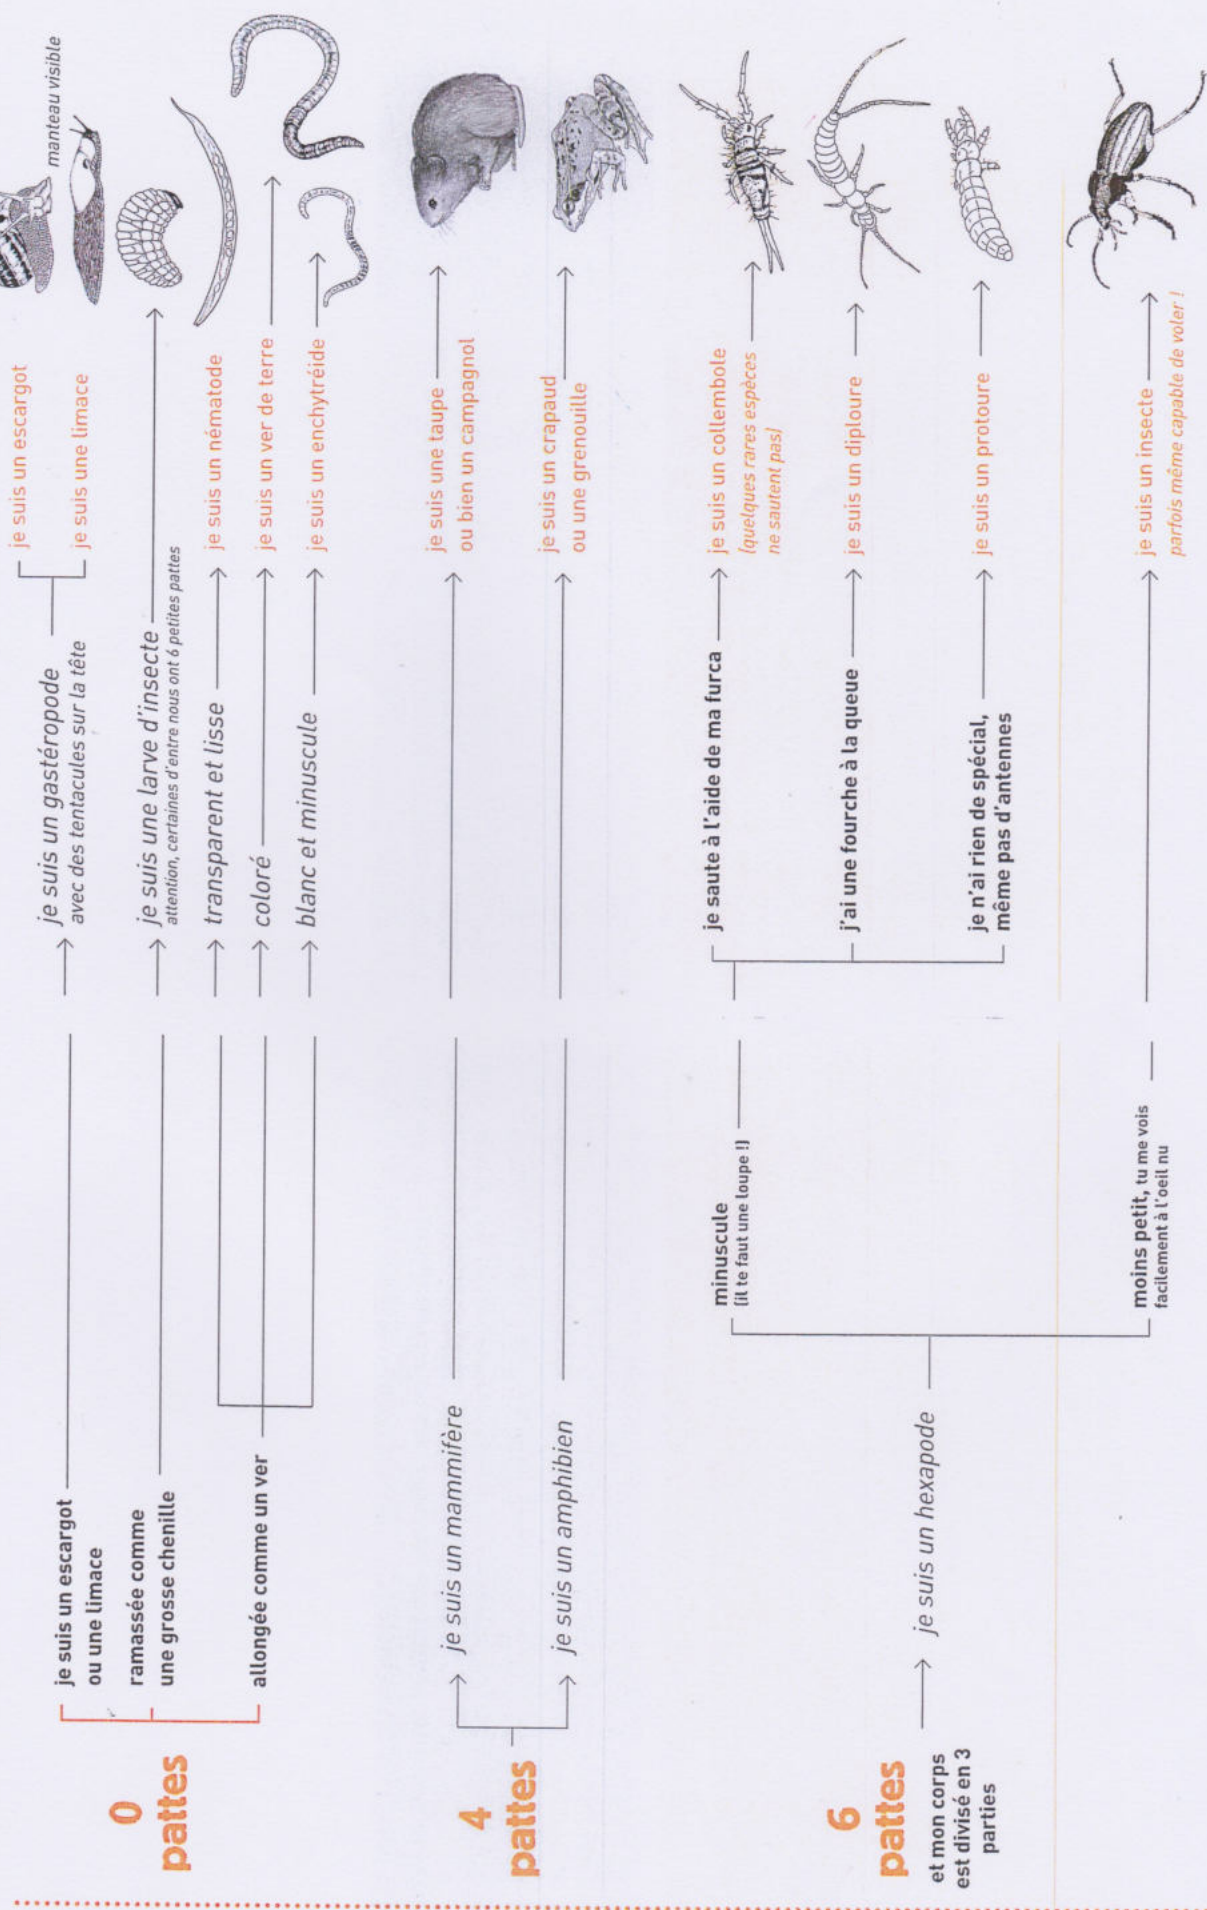 0
pattes
je suis un escargot
ou une limace
je suis un gastéropode
avec des tentacules sur la tête
je suis un escargot
je suis une limace
manteau visible
ramassée comme
une grosse chenille
je suis une larve d'insecte
attention, certaines d'entre nous ont 6 petites pattes
allongée comme un ver
transparent et lisse
je suis un nématode
coloré
je suis un ver de terre
blanc et minuscule
je suis un enchytréide
4
pattes
je suis un mammifère
je suis une taupe
ou bien un campagnol
je suis un amphibien
je suis un crapaud
ou une grenouille
6
pattes
et mon corps
est divisé en 3
parties
je suis un hexapode
minuscule
(il te faut une loupe !)
je saute à l'aide de ma furca
je suis un collembole
(quelques rares espèces
ne sautent pas)
j'ai une fourche à la queue
je suis un diploure
je n'ai rien de spécial,
même pas d'antennes
je suis un protoure
moins petit, tu me vois
facilement à l'oeil nu
je suis un insecte
parfois même capable de voler !